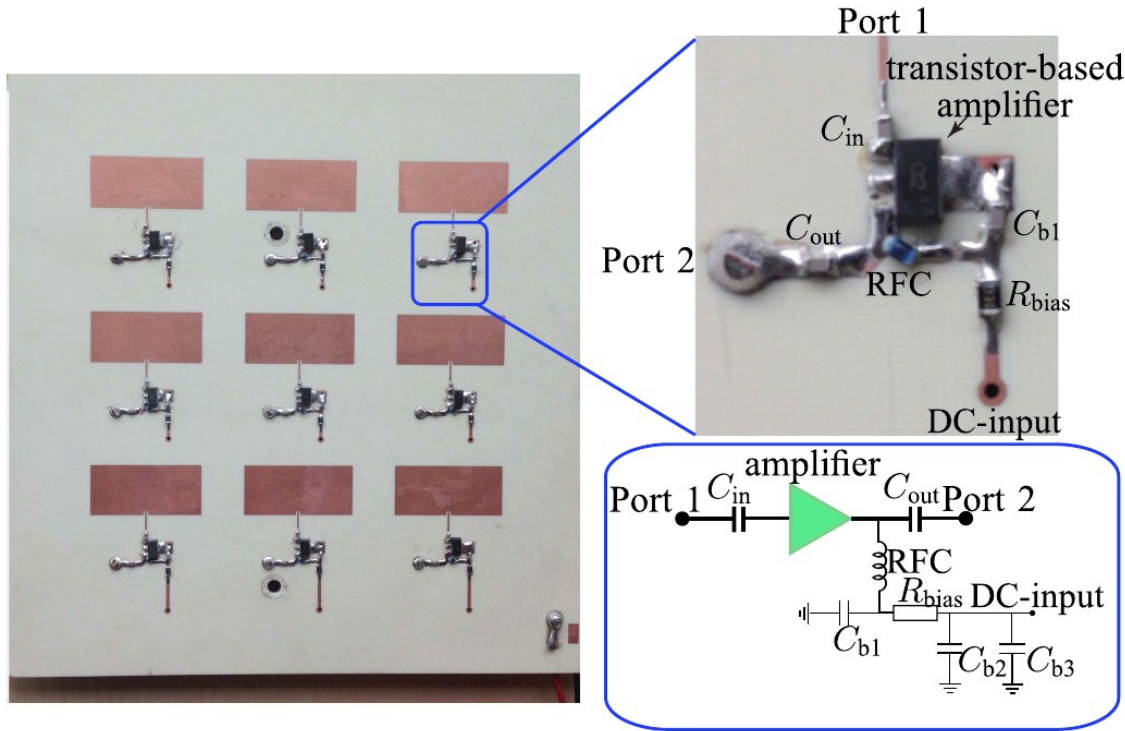 Port 1
transistor-based
amplifier
C_in
C_out
C_b1
Port 2
RFC
R_bias
DC-input
amplifier
Port 1
C_in
C_out
Port 2
RFC
R_bias
DC-input
C_b1
C_b2
C_b3